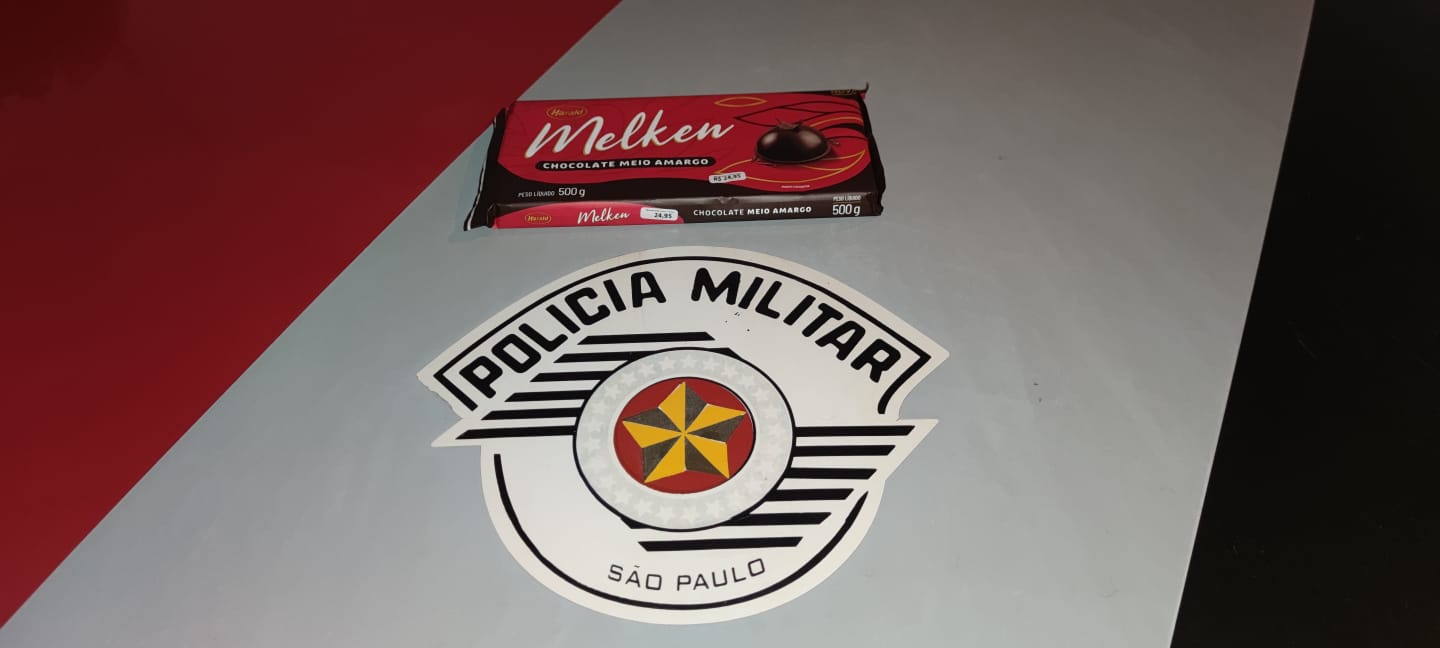 Harald
Melken
CHOCOLATE MEIO AMARGO
R$ 24,95
PESO LÍQUIDO 500 g
Harald Melken 24,95 CHOCOLATE MEIO AMARGO PESO LÍQUIDO 500 g
POLICIA MILITAR
SÃO PAULO